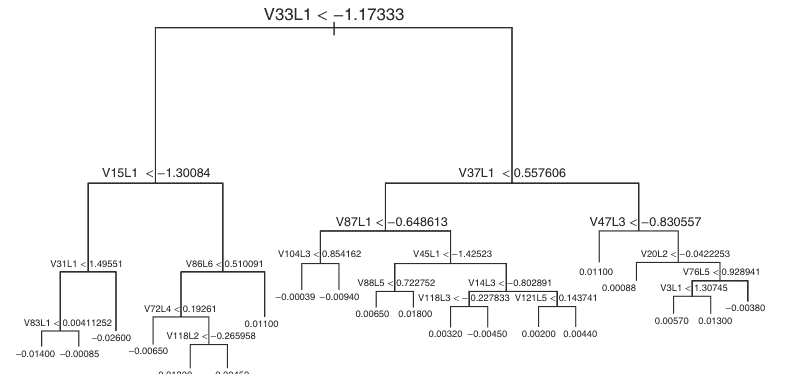 V33L1 < −1.17333
V15L1 < −1.30084
V37L1 < 0.557606
V87L1 < −0.648613
V47L3 < −0.830557
V31L1 < 1.49551
V86L6 < 0.510091
V104L3 < 0.854162
V45L1 < −1.42523
V20L2 < −0.0422253
0.01100
V76L5 < 0.928941
V88L5 < 0.722752
V14L3 < −0.802891
0.00088
V3L1 < 1.30745
−0.00039
−0.00940
V118L3 < −0.227833
V121L5 < 0.143741
−0.00380
V72L4 < 0.19261
0.00650
0.01800
V83L1 < 0.00411252
0.01100
0.00570
0.01300
−0.02600
V118L2 < −0.265958
0.00320
−0.00450
0.00200
0.00440
−0.01400
−0.00085
−0.00650